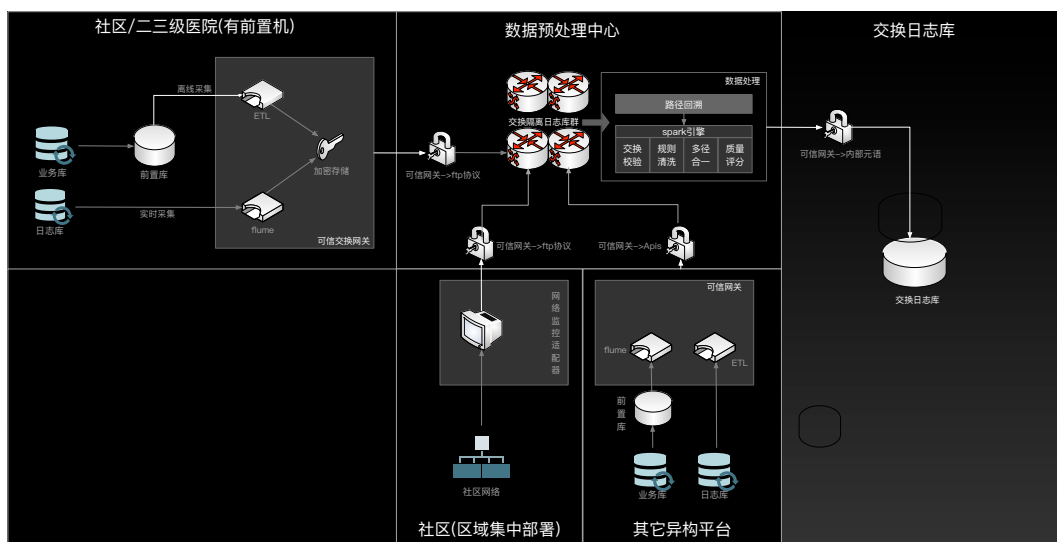 社区/二三级医院(有前置机)
数据预处理中心
交换日志库
离线采集
ETL
业务库
前置库
加密存储
日志库
实时采集
flume
可信交换网关
可信网关->ftp协议
交换隔离日志库群
数据处理
路径回溯
spark引擎
交换校验
规则清洗
多径合一
质量评分
可信网关->内部元语
交换日志库
可信网关->ftp协议
可信网关->Apis
网络监控适配器
社区网络
社区(区域集中部署)
可信网关
flume
ETL
前置库
业务库
日志库
其它异构平台